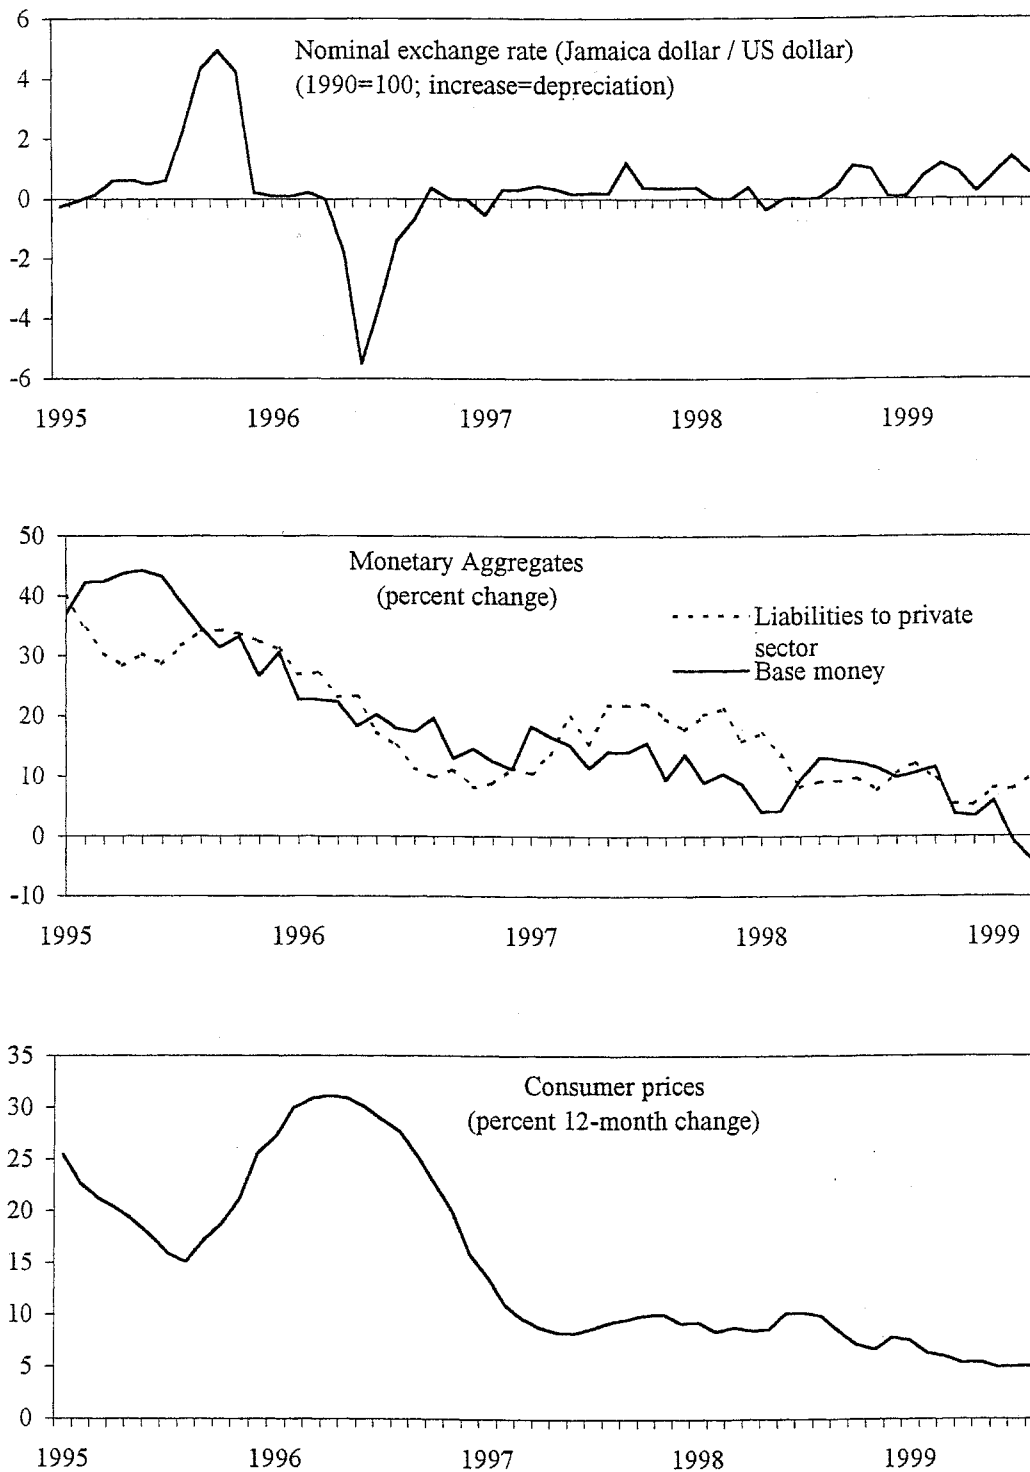 6
Nominal exchange rate (Jamaica dollar / US dollar)
(1990=100; increase=depreciation)
4
2
0
-2
-4
-6
1995 1996 1997 1998 1999
50
Monetary Aggregates
(percent change)
40
Liabilities to private
sector
30
Base money
20
10
0
-10
1995 1996 1997 1998 1999
35
Consumer prices
(percent 12-month change)
30
25
20
15
10
5
0
1995 1996 1997 1998 1999